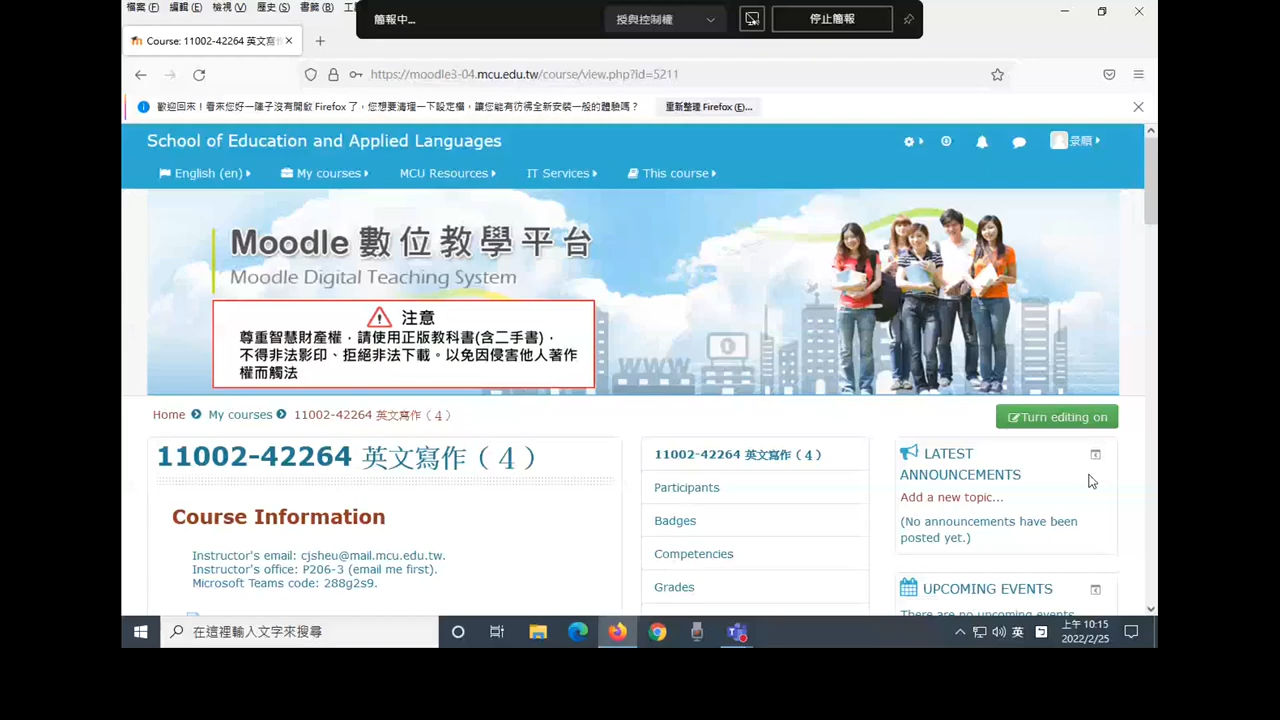 檔案(F) 編輯(E) 檢視(V) 歷史(S) 書籤(B)
簡報中... 授與控制權 停止簡報
Course: 11002-42264 英文寫作
https://moodle3-04.mcu.edu.tw/course/view.php?id=5211
歡迎回來！看來您好一陣子沒有開啟 Firefox 了，您想要清理一下設定檔，讓您能有彷彿全新安裝一般的體驗嗎？ 重新整理 Firefox (E)...
School of Education and Applied Languages 景順
English (en) My courses MCU Resources IT Services This course
Moodle 數位教學平台
Moodle Digital Teaching System
注意
尊重智慧財產權，請使用正版教科書(含二手書)，
不得非法影印、拒絕非法下載。以免因侵害他人著作
權而觸法
WWW
Home My courses 11002-42264 英文寫作（４） Turn editing on
11002-42264 英文寫作（４）
Course Information
Instructor's email: cjsheu@mail.mcu.edu.tw.
Instructor's office: P206-3 (email me first).
Microsoft Teams code: 288g2s9.
11002-42264 英文寫作（４）
Participants
Badges
Competencies
Grades
LATEST
ANNOUNCEMENTS
Add a new topic...
(No announcements have been
posted yet.)
UPCOMING EVENTS
There are no upcoming events
在這裡輸入文字來搜尋 英 上午 10:15
2022/2/25